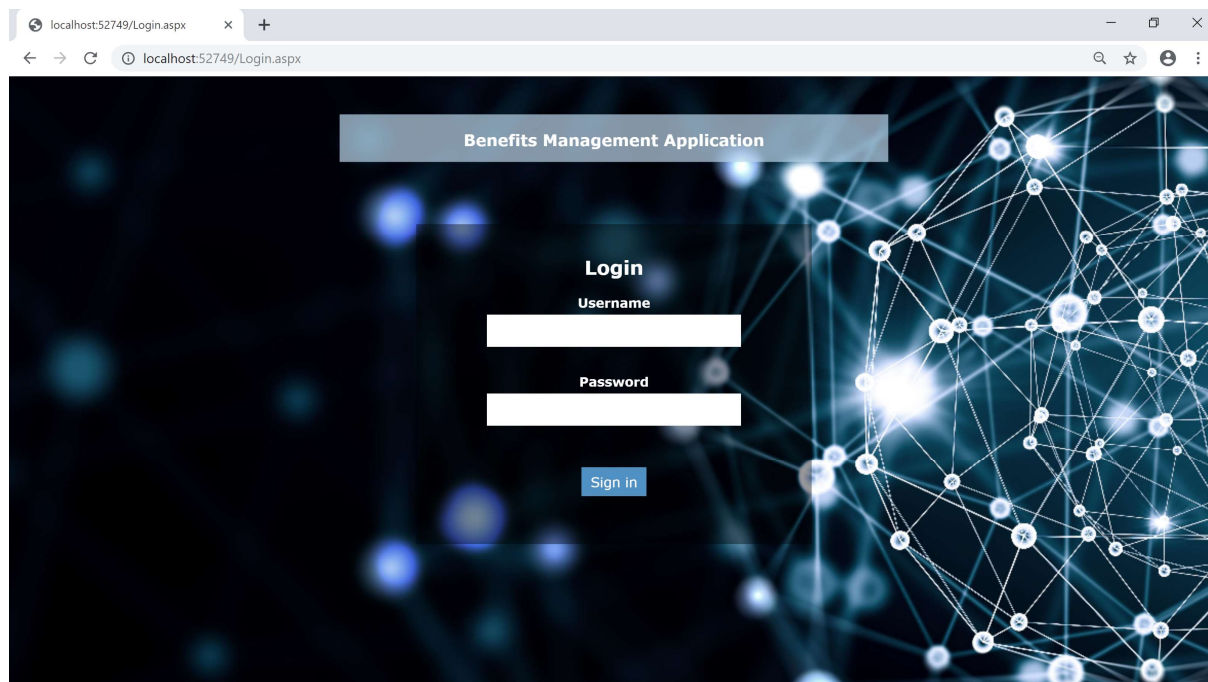 localhost:52749/Login.aspx
localhost:52749/Login.aspx
Benefits Management Application
Login
Username
Password
Sign in